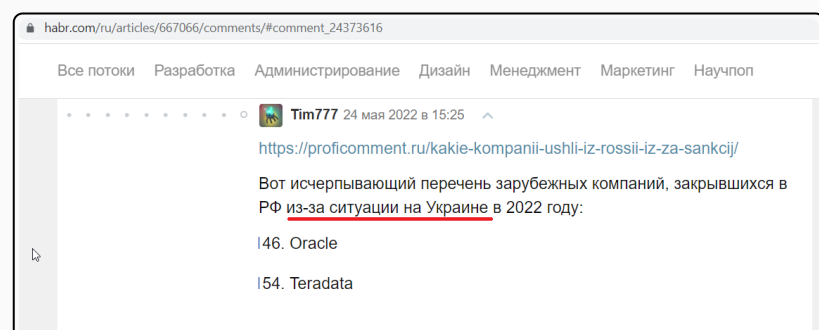 habr.com/ru/articles/667066/comments/#comment_24373616
Все потоки Разработка Администрирование Дизайн Менеджмент Маркетинг Научпоп
Tim777 24 мая 2022 в 15:25
https://proficomment.ru/kakie-kompanii-ushli-iz-rossii-iz-za-sankcij/
Вот исчерпывающий перечень зарубежных компаний, закрывшихся в
РФ из-за ситуации на Украине в 2022 году:
46. Oracle
54. Teradata